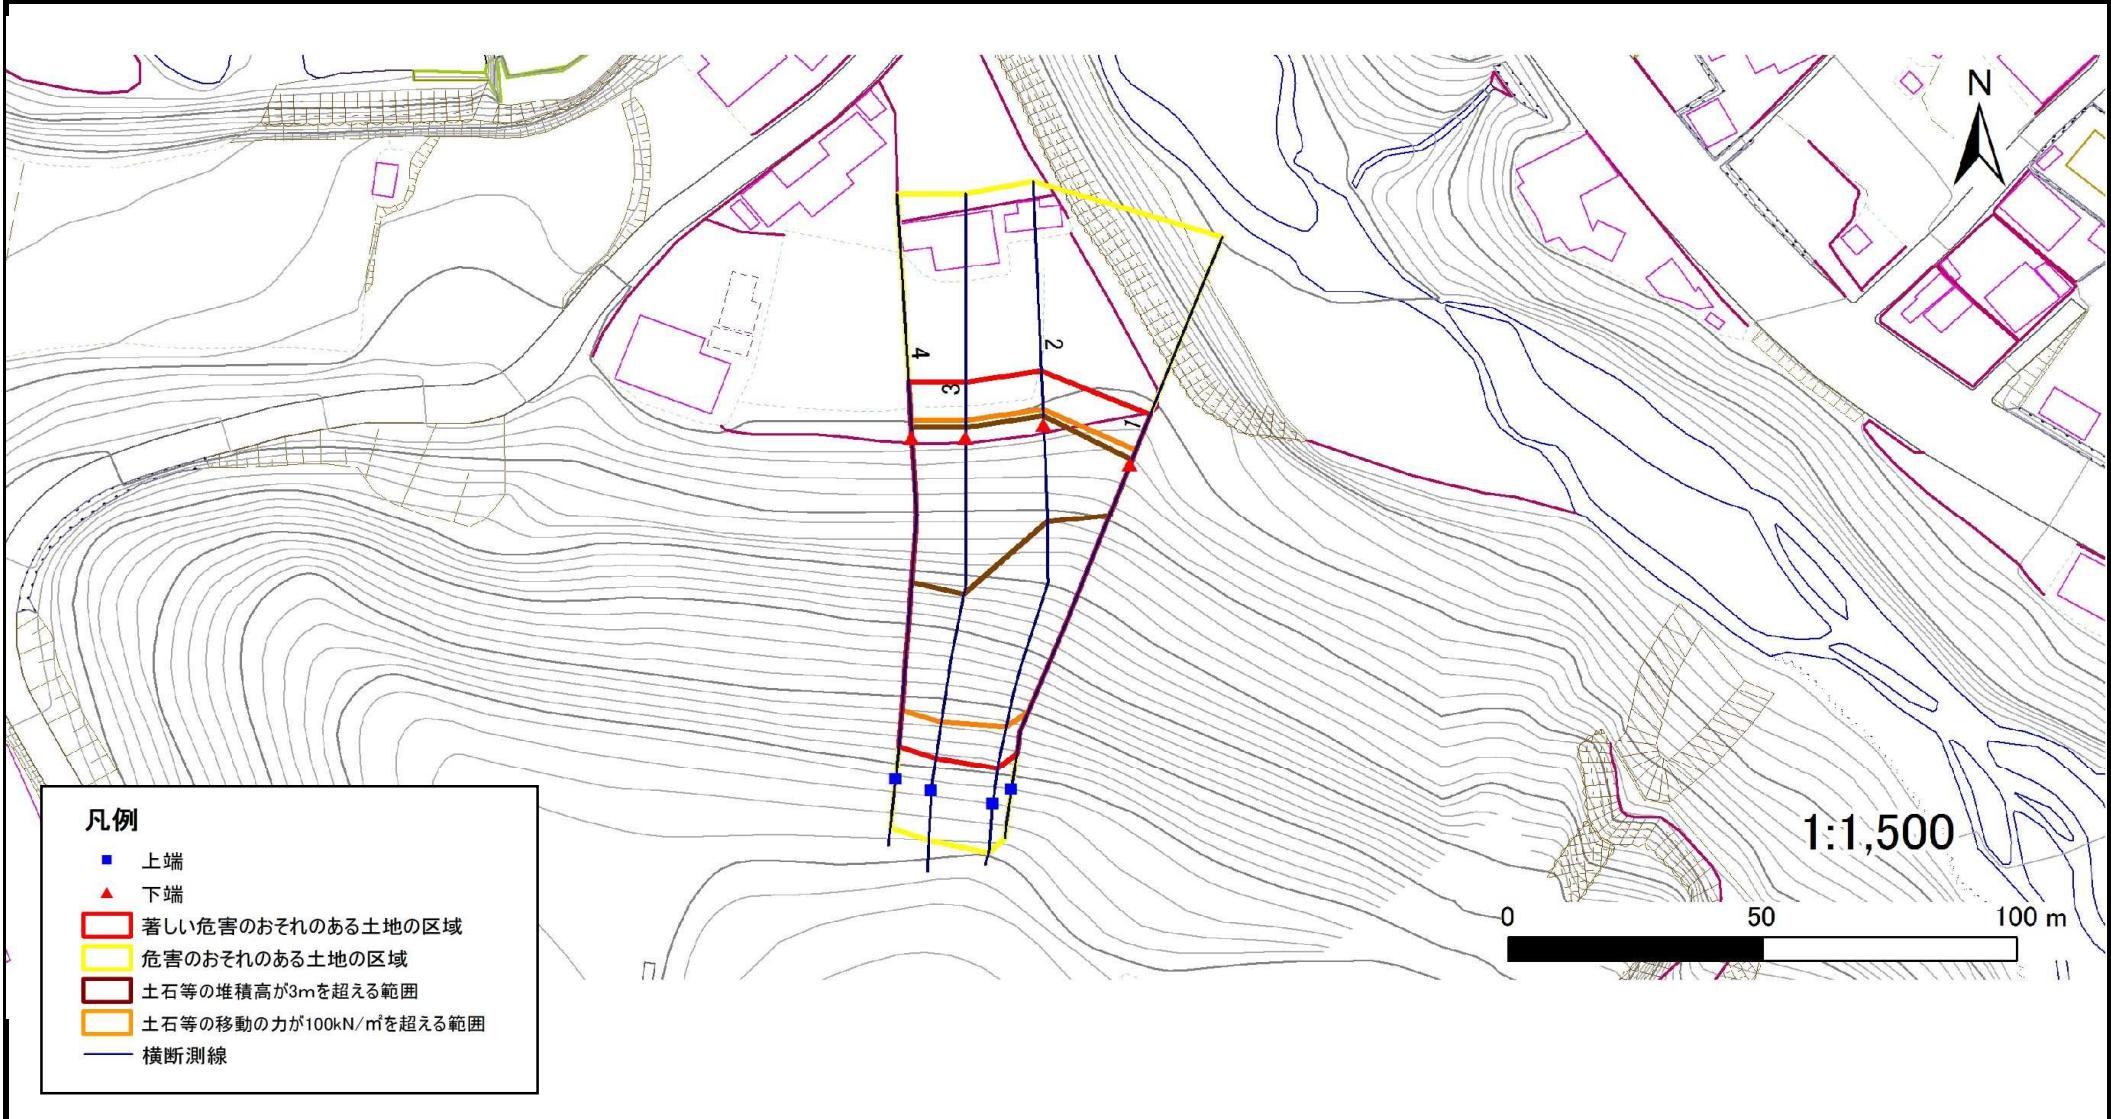 N
4
2
3
1
1:1,500
0 50 100 m
凡例
上端
下端
著しい危害のおそれのある土地の区域
危害のおそれのある土地の区域
土石等の堆積高が3mを超える範囲
土石等の移動の力が100kN/㎡を超える範囲
横断測線